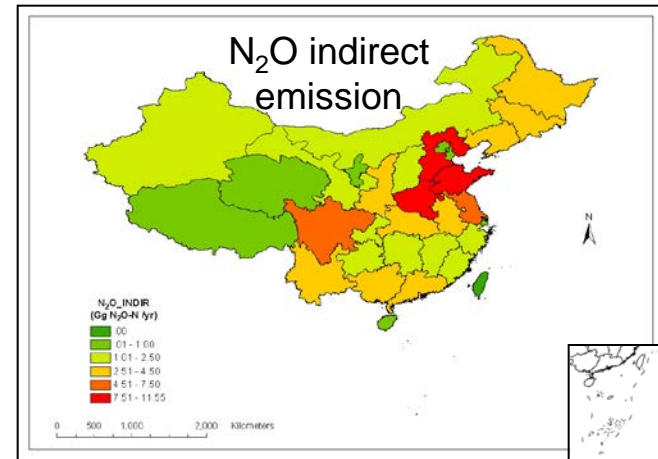 N₂O indirect
emission
N
N₂O_INDIR
(Gg N₂O-N /yr)
.00
.01 - 1.00
1.01 - 2.50
2.51 - 4.50
4.51 - 7.50
7.51 - 11.55
0 500 1,000 2,000 Kilometers